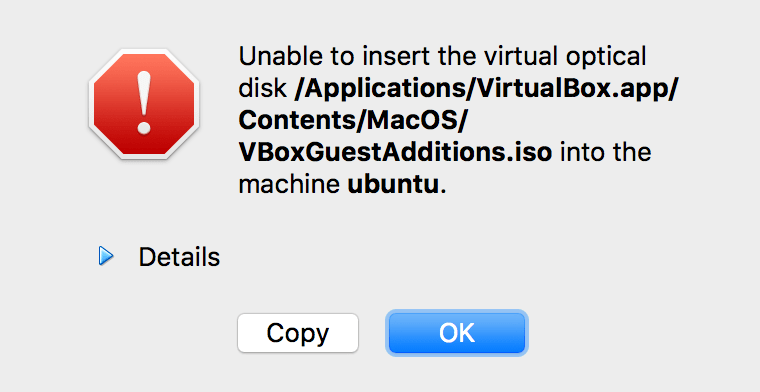 Unable to insert the virtual optical
disk /Applications/VirtualBox.app/
Contents/MacOS/
VBoxGuestAdditions.iso into the
machine ubuntu.
Details
Copy
OK